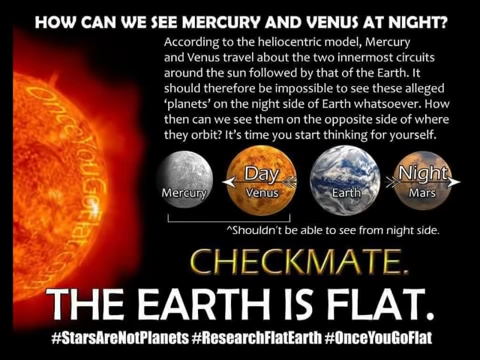 HOW CAN WE SEE MERCURY AND VENUS AT NIGHT?
According to the heliocentric model, Mercury
and Venus travel about the two innermost circuits
around the sun followed by that of the Earth. It
should therefore be impossible to see these alleged
'planets' on the night side of Earth whatsoever. How
then can we see them on the opposite side of where
they orbit? It's time you start thinking for yourself.
OnceYouGoFlat.com
Day
Night
Mercury
Venus
Earth
Mars
^Shouldn't be able to see from night side.
CHECKMATE.
THE EARTH IS FLAT.
#StarsAreNotPlanets #ResearchFlatEarth #OnceYouGoFlat